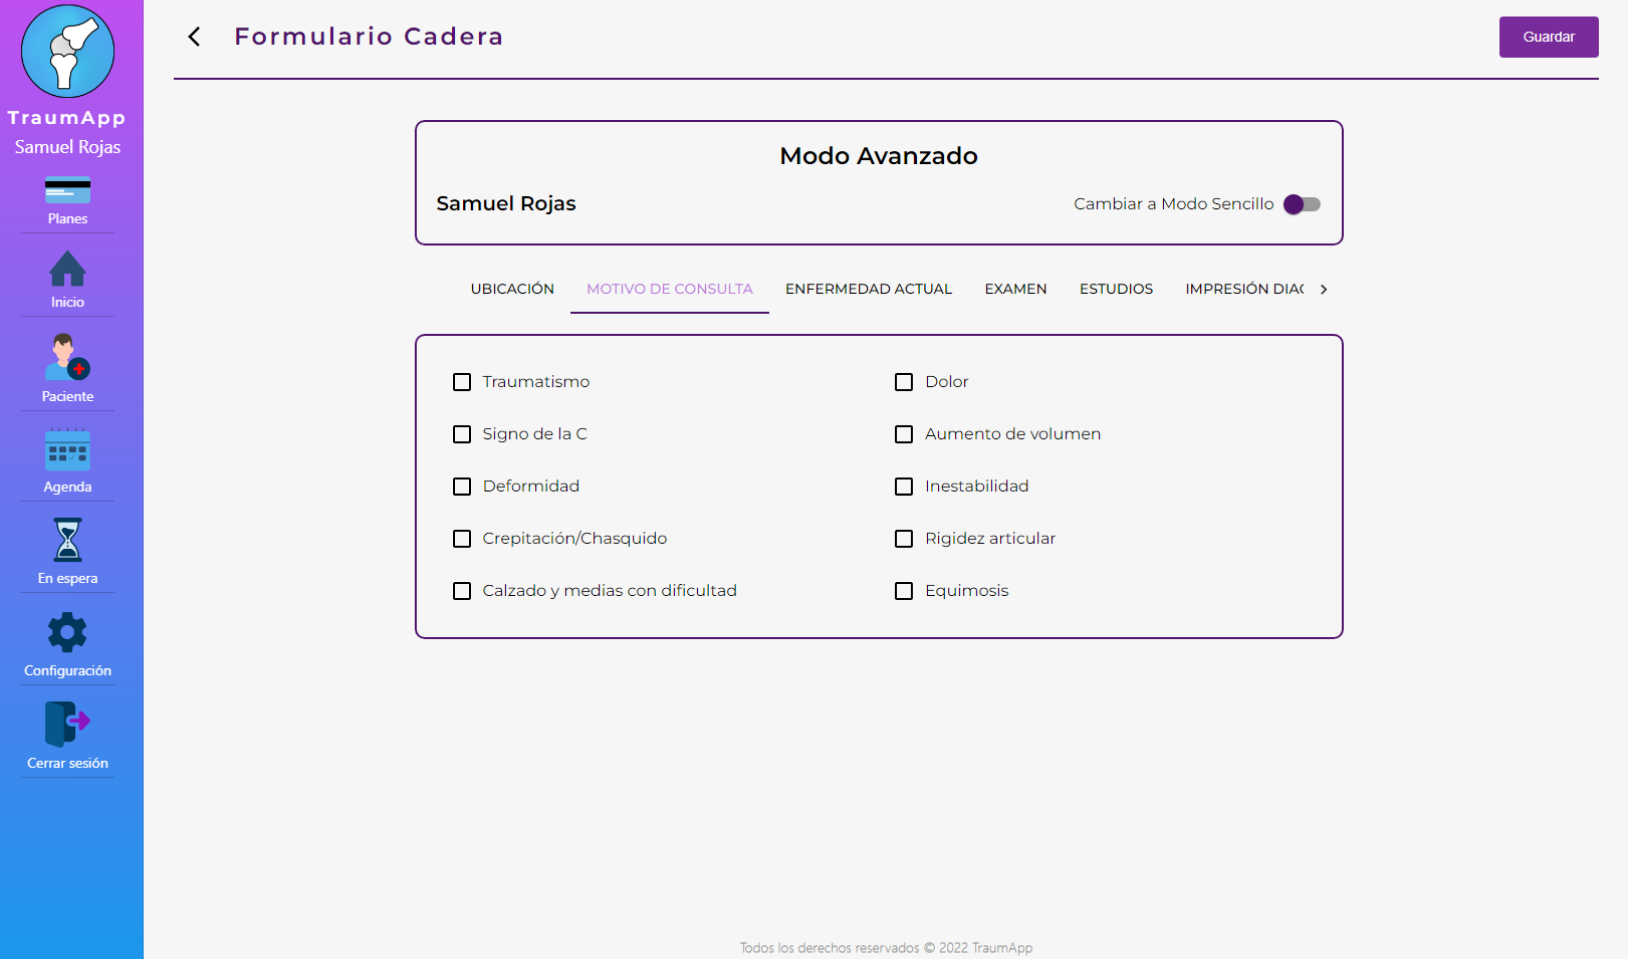 TraumApp
Samuel Rojas
Planes
Inicio
Paciente
Agenda
En espera
Configuración
Cerrar sesión
Formulario Cadera
Guardar
Modo Avanzado
Samuel Rojas
Cambiar a Modo Sencillo
UBICACIÓN MOTIVO DE CONSULTA ENFERMEDAD ACTUAL EXAMEN ESTUDIOS IMPRESIÓN DIAG
Traumatismo Dolor
Signo de la C Aumento de volumen
Deformidad Inestabilidad
Crepitación/Chasquido Rigidez articular
Calzado y medias con dificultad Equimosis
Todos los derechos reservados © 2022 TraumApp